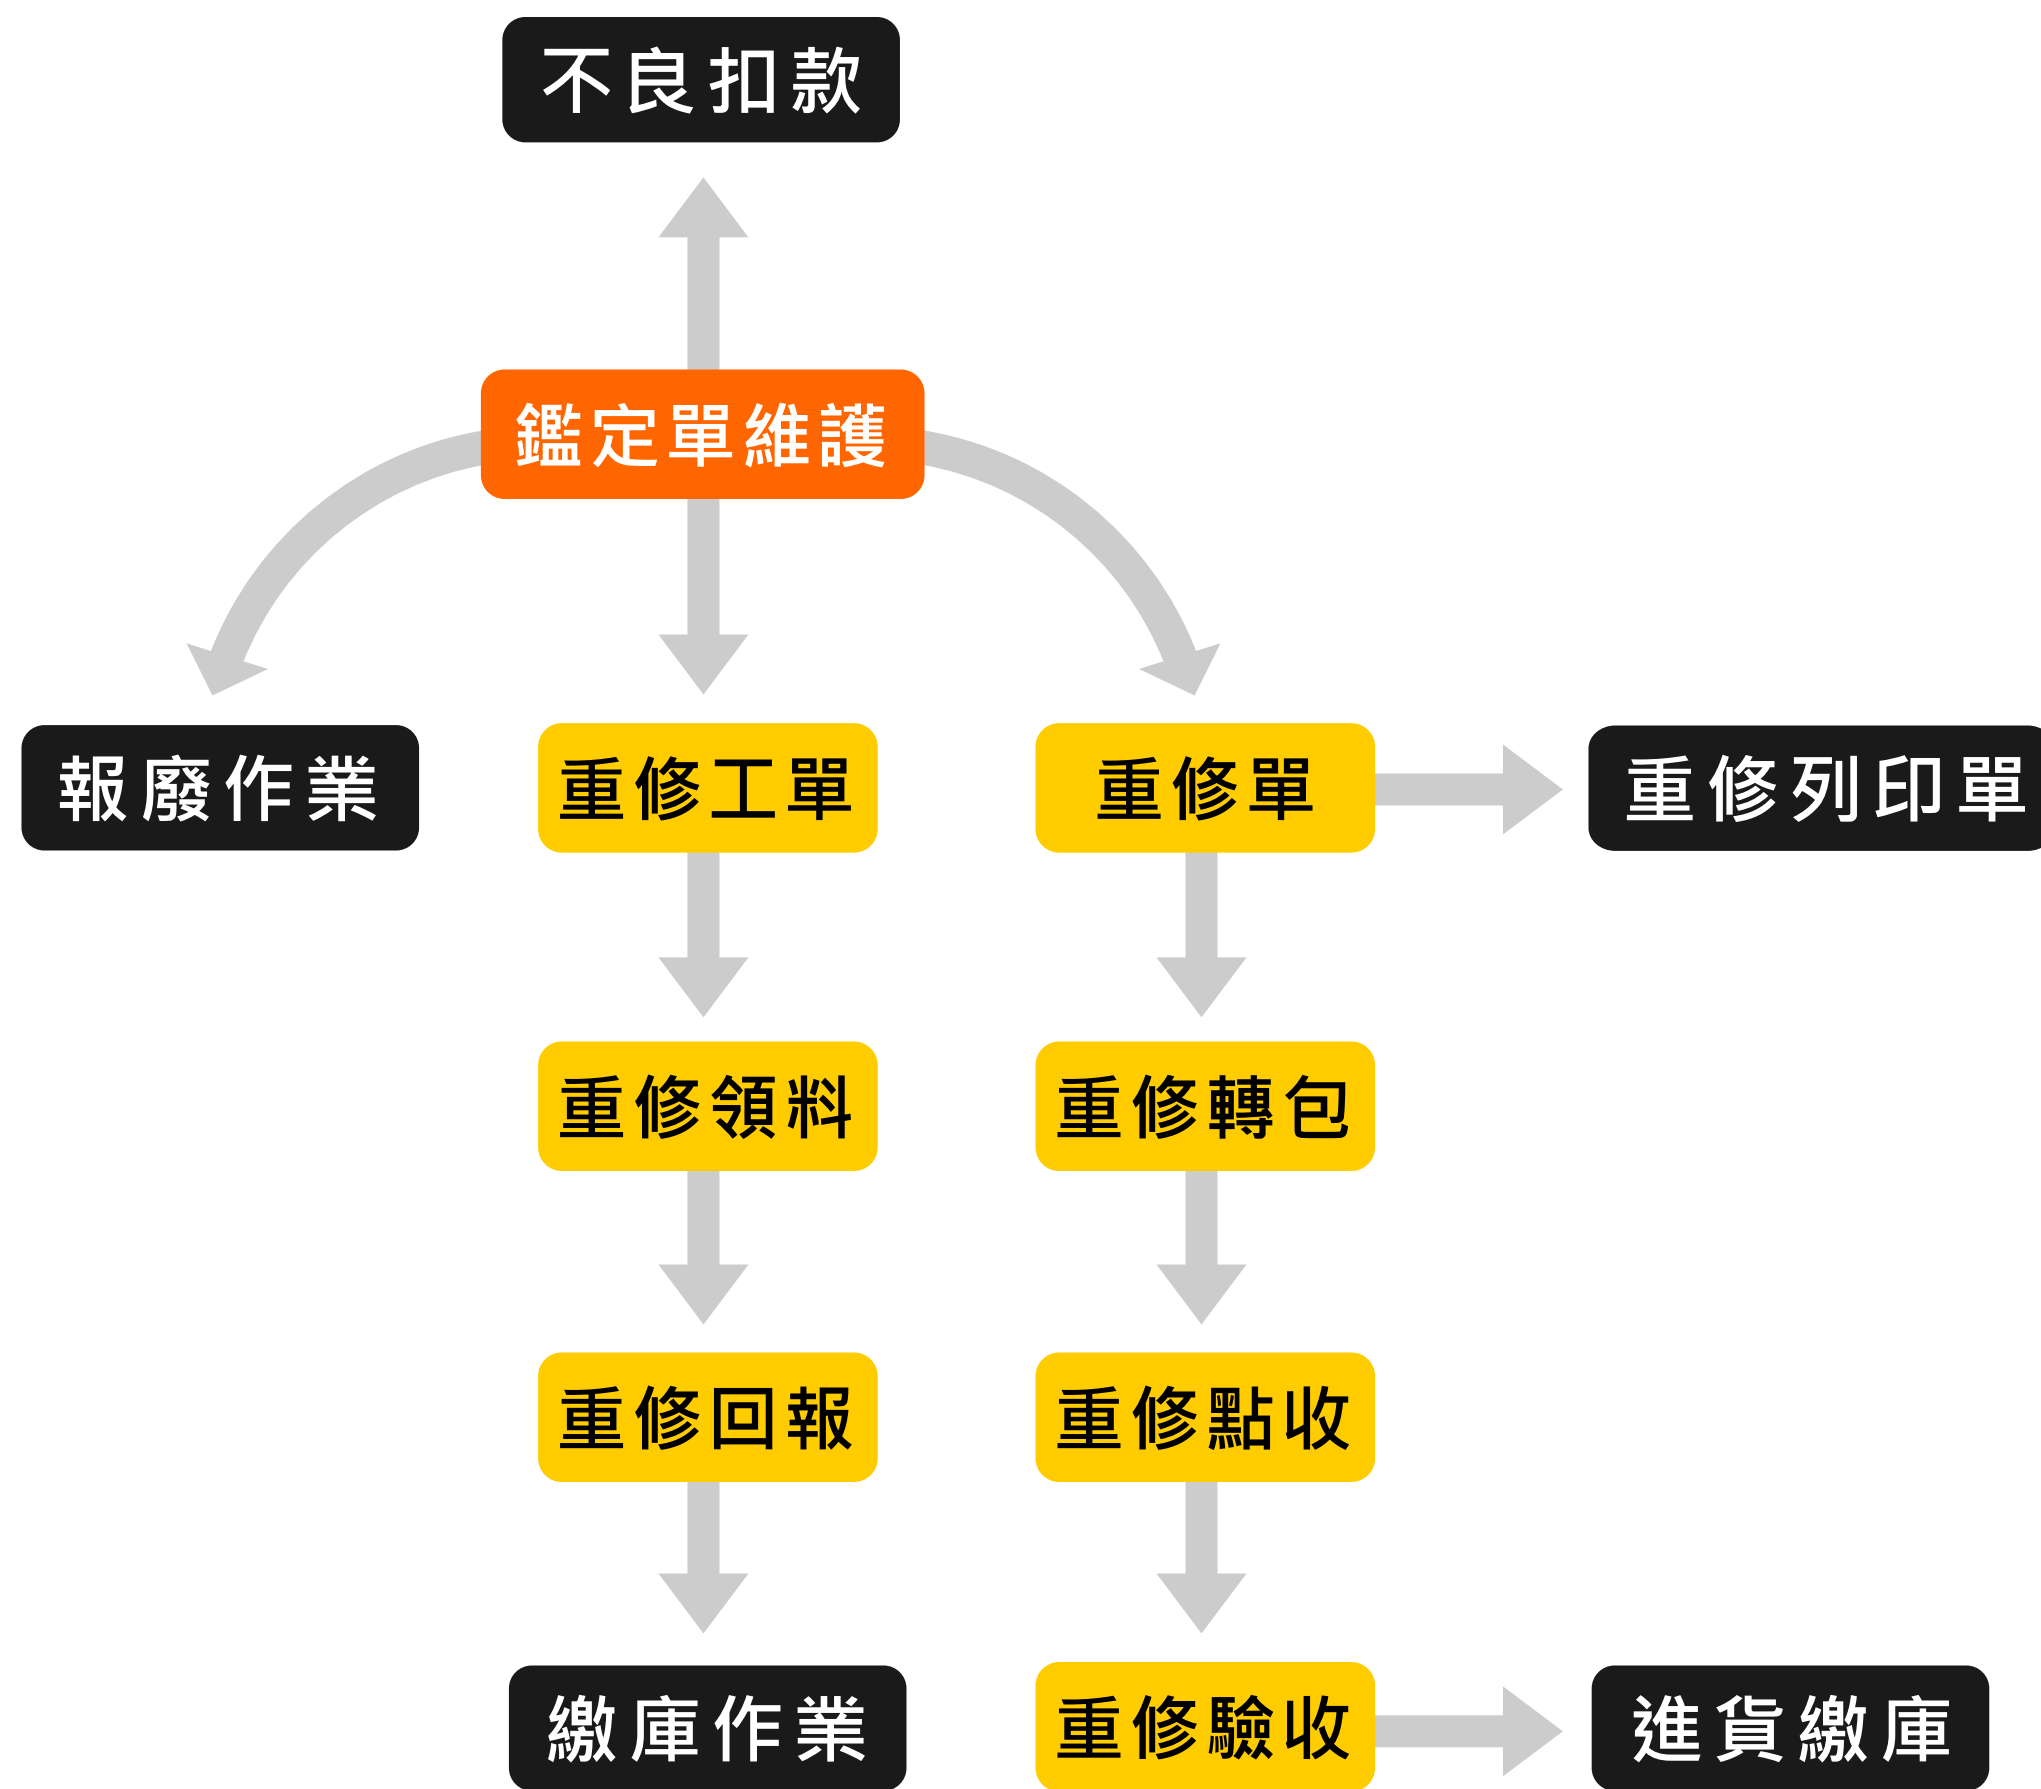 不良扣款
鑑定單維護
報廢作業
重修工單
重修單
重修列印單
重修領料
重修轉包
重修回報
重修點收
繳庫作業
重修驗收
進貨繳庫